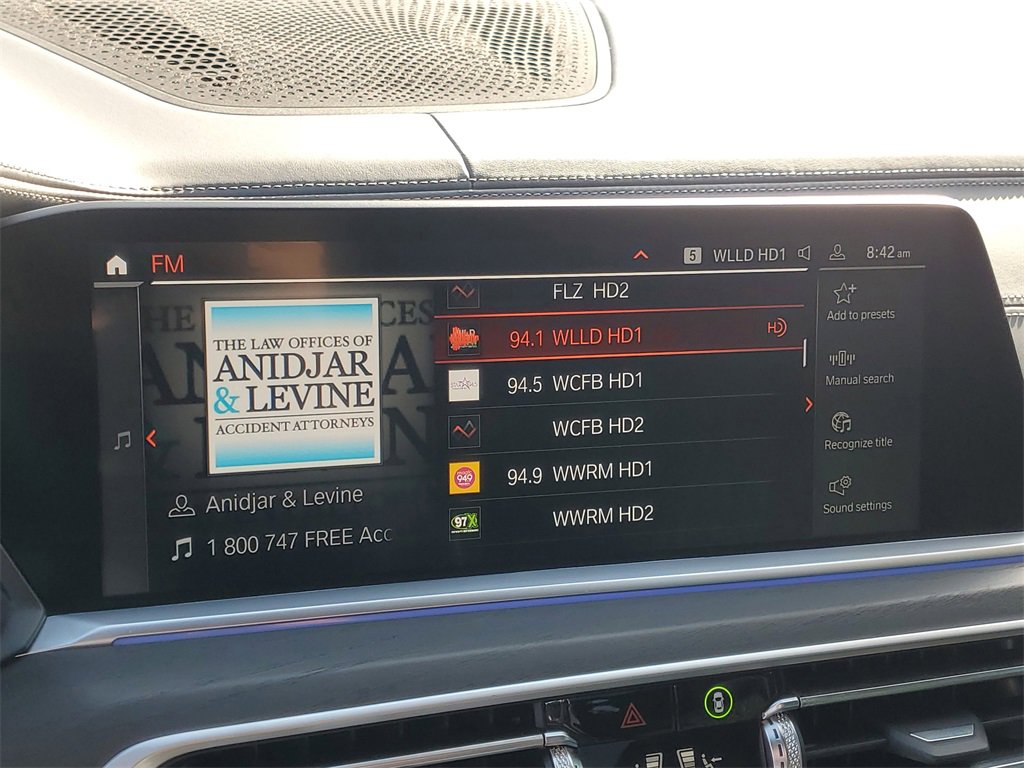 FM
5 WLLD HD1
8:42 am
THE LAW OFFICES OF
ANIDJAR
& LEVINE
ACCIDENT ATTORNEYS
Anidjar & Levine
1 800 747 FREE Acc
FLZ HD2
94.1 WLLD HD1
94.5 WCFB HD1
WCFB HD2
949
94.9 WWRM HD1
97X
WWRM HD2
Add to presets
Manual search
Recognize title
Sound settings